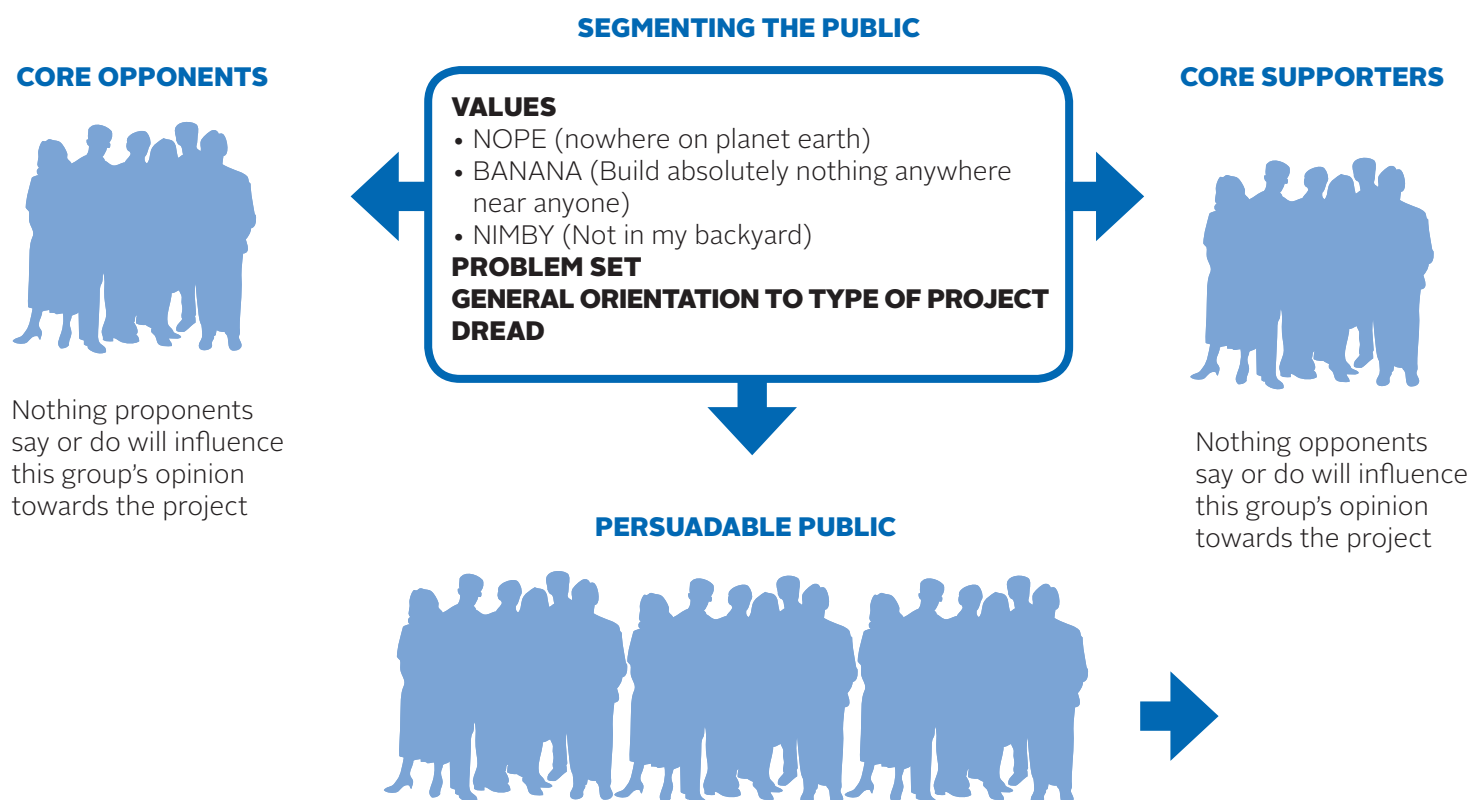 SEGMENTING THE PUBLIC
CORE OPPONENTS
CORE SUPPORTERS
VALUES
• NOPE (nowhere on planet earth)
• BANANA (Build absolutely nothing anywhere
near anyone)
• NIMBY (Not in my backyard)
PROBLEM SET
GENERAL ORIENTATION TO TYPE OF PROJECT
DREAD
Nothing proponents
say or do will influence
this group’s opinion
towards the project
Nothing opponents
say or do will influence
this group’s opinion
towards the project
PERSUADABLE PUBLIC